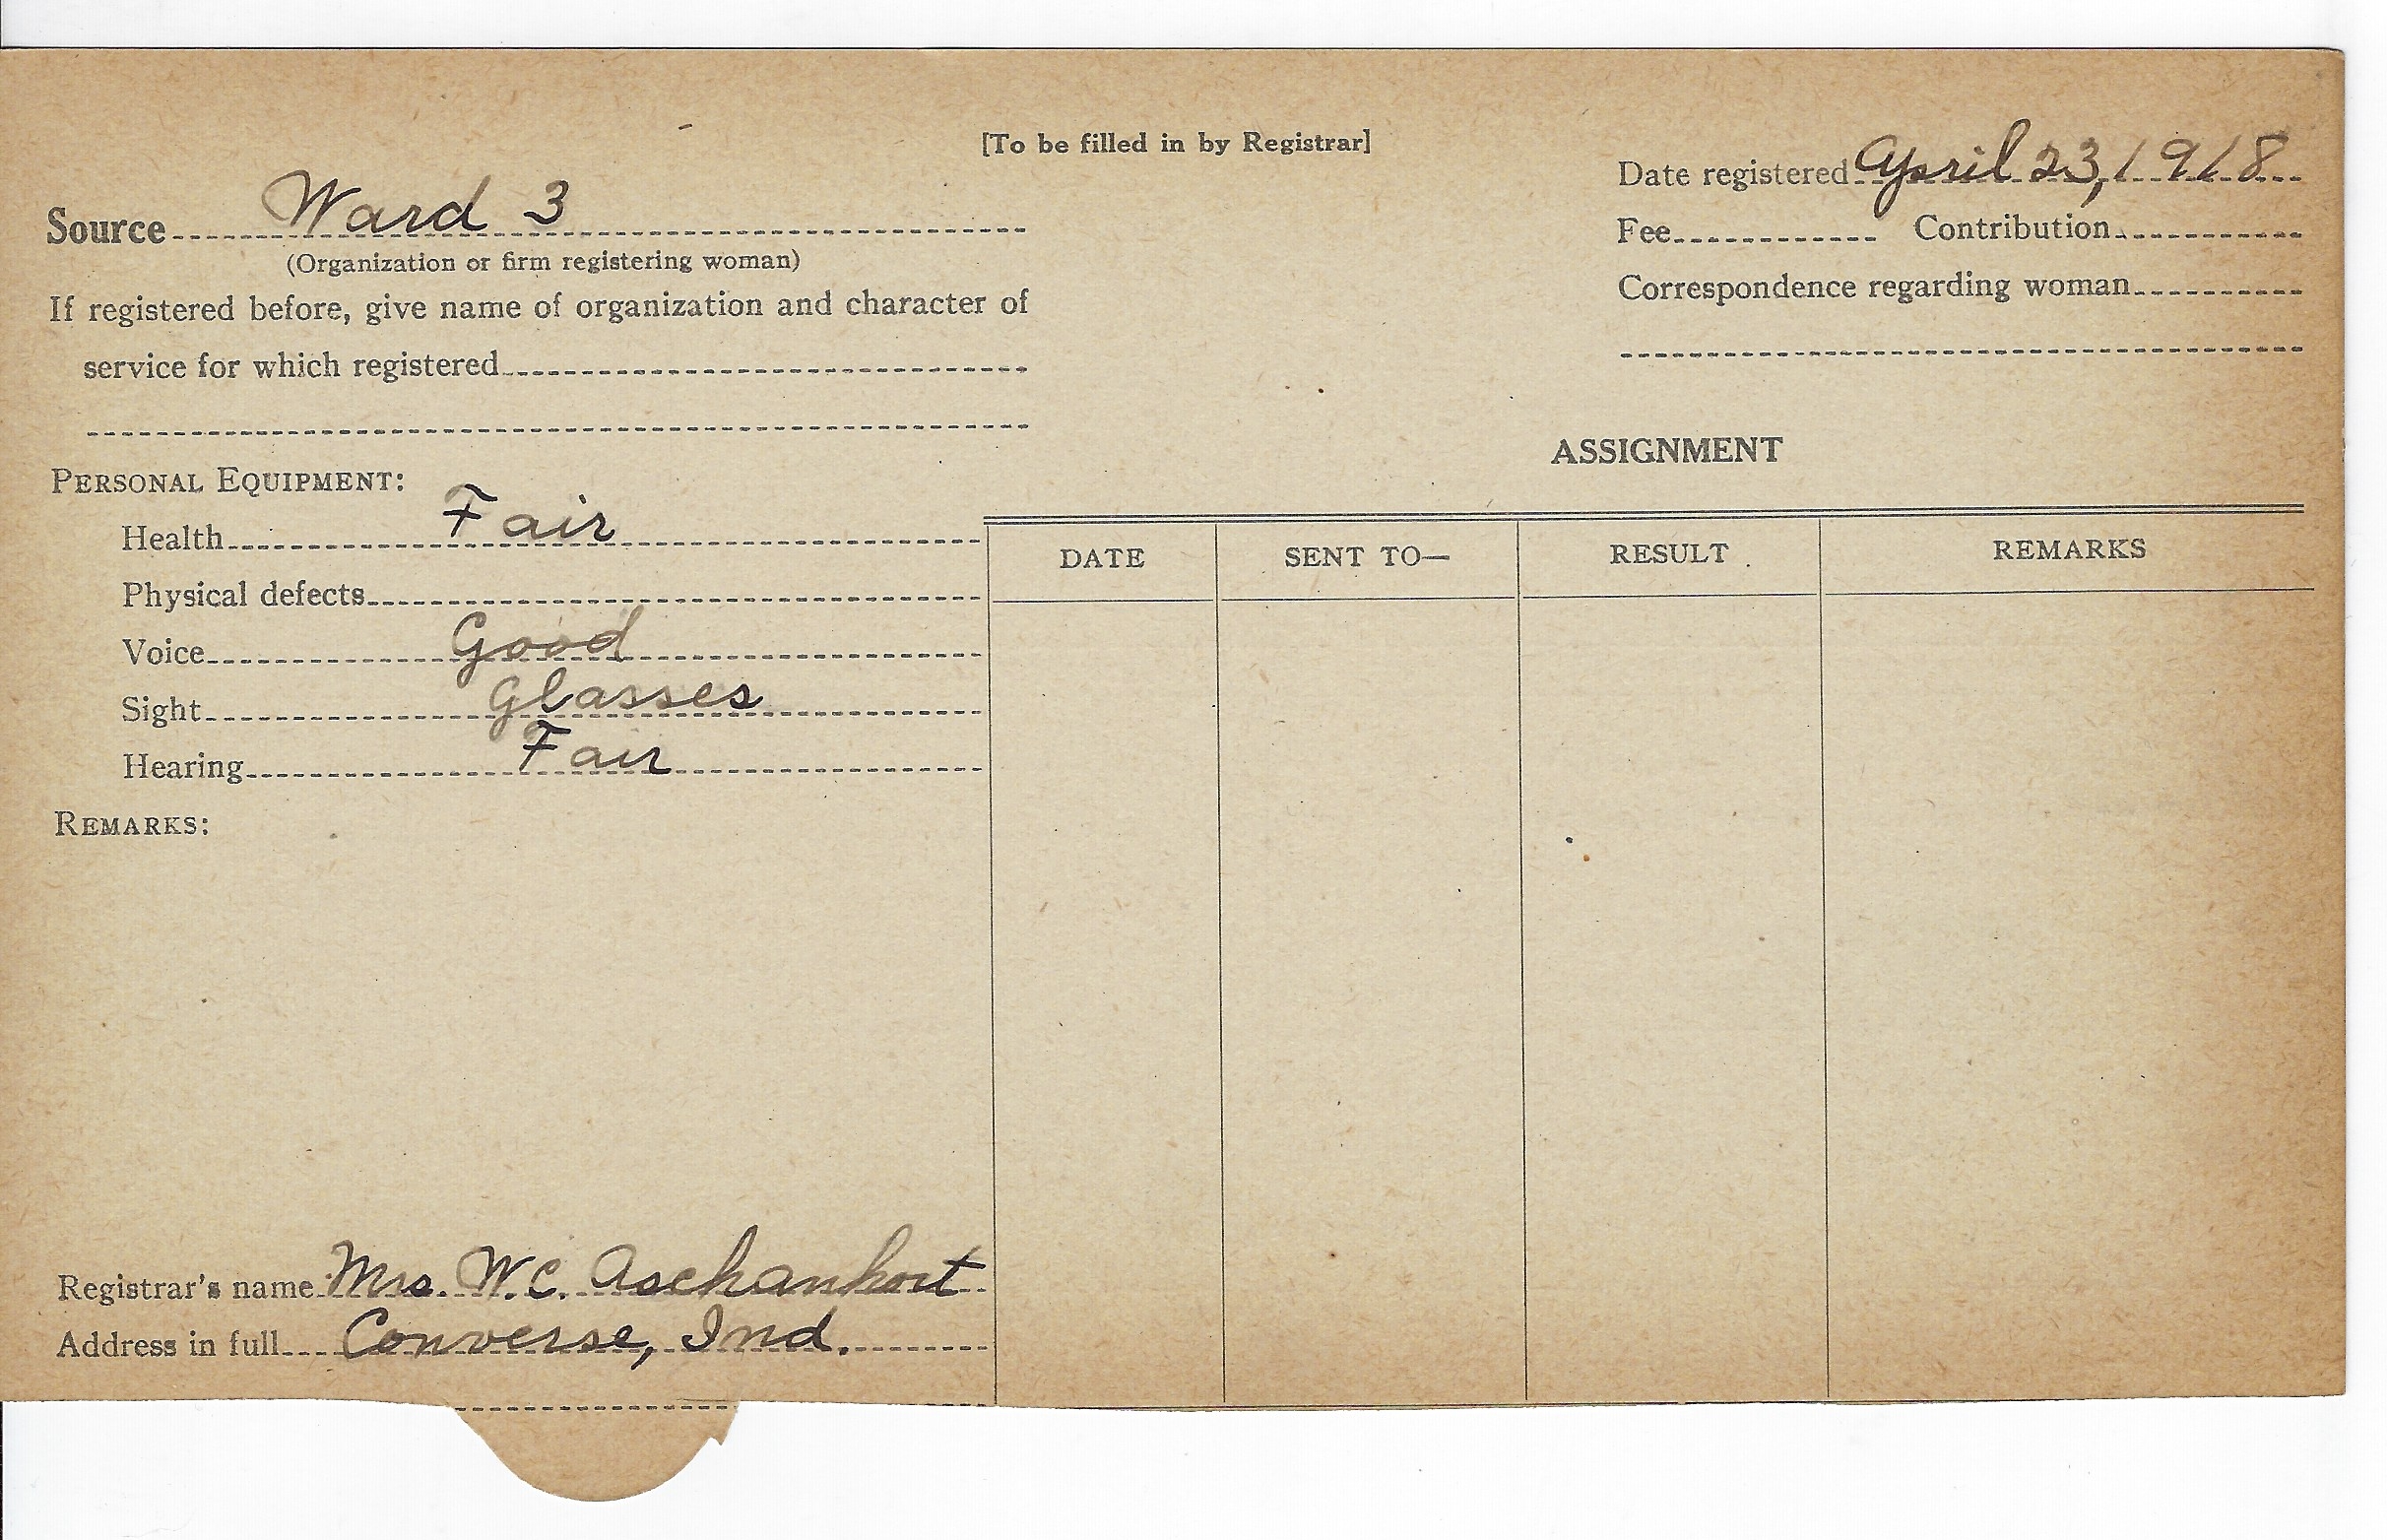 [To be filled in by Registrar]
Date registered April 23, 1918
Source Ward 3
(Organization or firm registering woman)
Fee Contribution
If registered before, give name of organization and character of
service for which registered
Correspondence regarding woman
PERSONAL EQUIPMENT:
Health Fair
Physical defects
Voice Good
Sight Glasses
Hearing Fair
REMARKS:
Registrar's name Mrs. W.C. Aschanhort
Address in full Converse, Ind.
ASSIGNMENT
DATE SENT TO— RESULT REMARKS